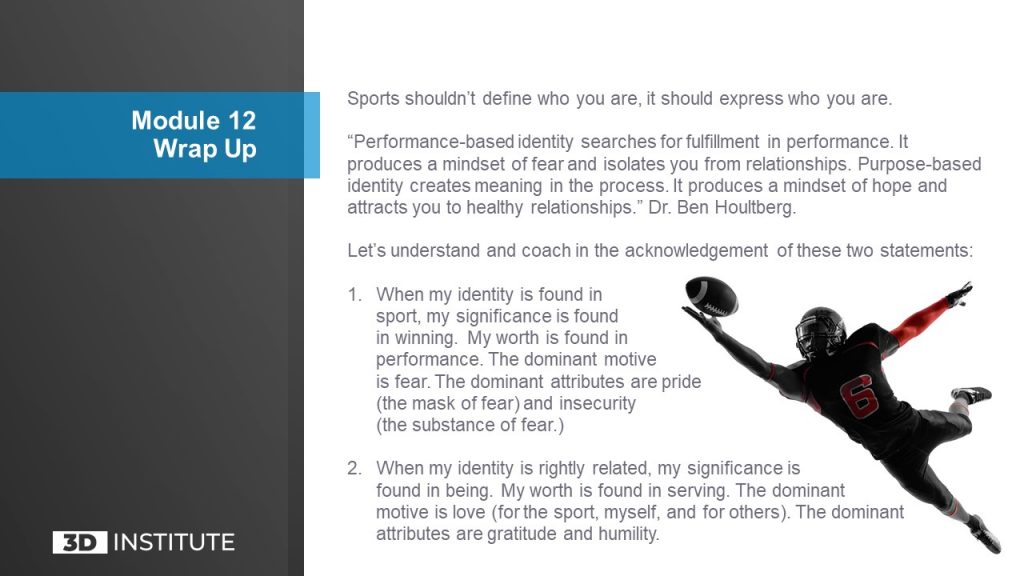 Module 12
Wrap Up
Sports shouldn’t define who you are, it should express who you are.
“Performance-based identity searches for fulfillment in performance. It
produces a mindset of fear and isolates you from relationships. Purpose-based
identity creates meaning in the process. It produces a mindset of hope and
attracts you to healthy relationships.” Dr. Ben Houltberg.
Let’s understand and coach in the acknowledgement of these two statements:
1. When my identity is found in
sport, my significance is found
in winning. My worth is found in
performance. The dominant motive
is fear. The dominant attributes are pride
(the mask of fear) and insecurity
(the substance of fear.)
2. When my identity is rightly related, my significance is
found in being. My worth is found in serving. The dominant
motive is love (for the sport, myself, and for others). The dominant
attributes are gratitude and humility.
6
3D INSTITUTE